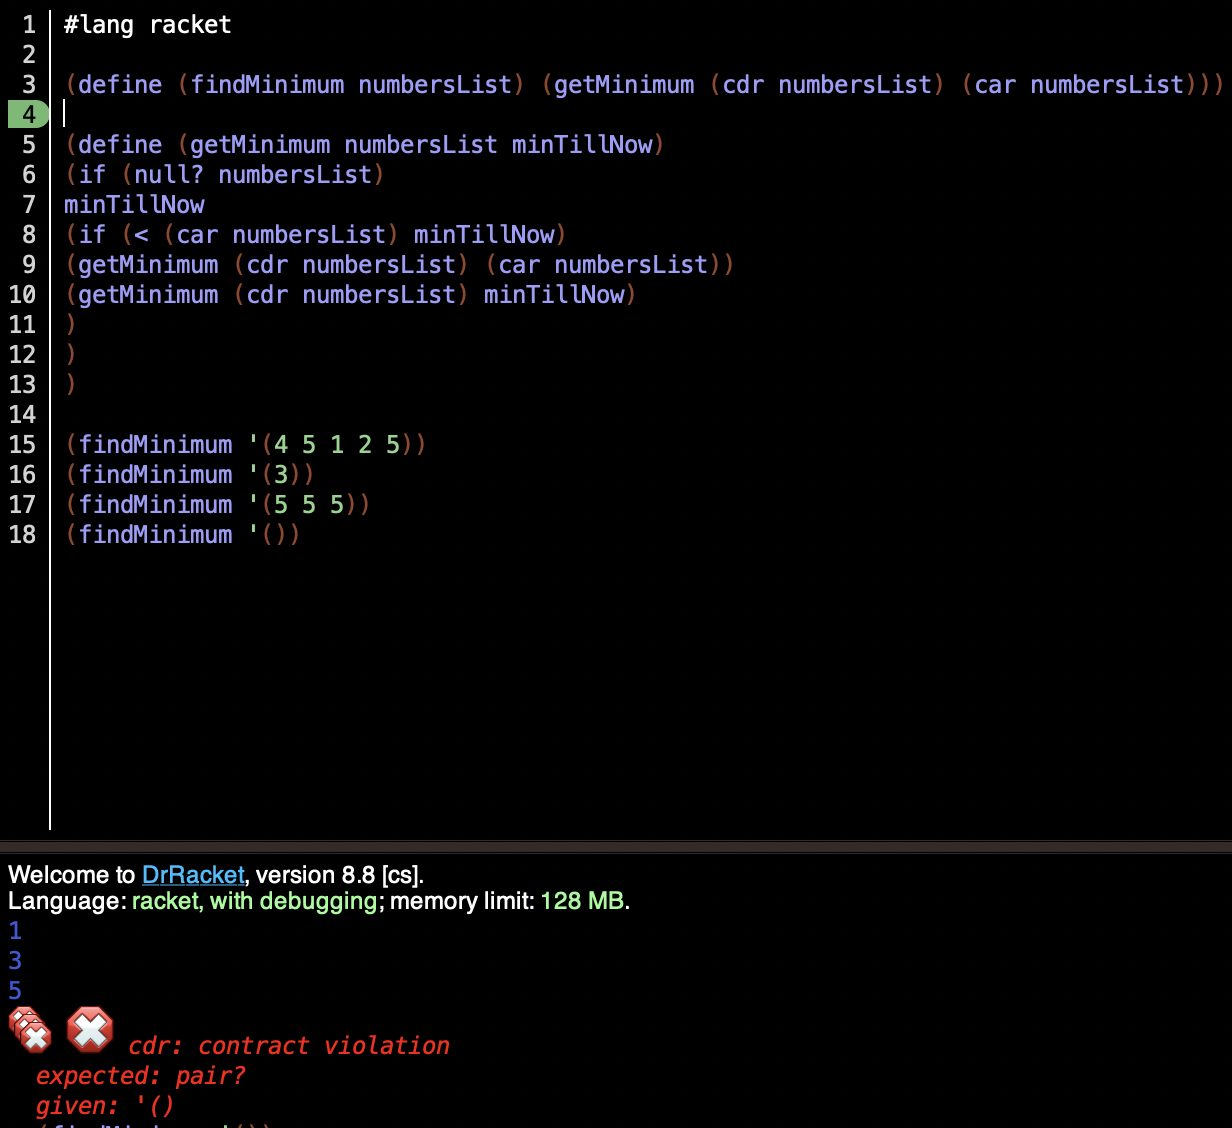 1 #lang racket
2
3 (define (findMinimum numbersList) (getMinimum (cdr numbersList) (car numbersList)))
4
5 (define (getMinimum numbersList minTillNow)
6 (if (null? numbersList)
7 minTillNow
8 (if (< (car numbersList) minTillNow)
9 (getMinimum (cdr numbersList) (car numbersList))
10 (getMinimum (cdr numbersList) minTillNow)
11 )
12 )
13 )
14
15 (findMinimum '(4 5 1 2 5))
16 (findMinimum '(3))
17 (findMinimum '(5 5 5))
18 (findMinimum '())
Welcome to DrRacket, version 8.8 [cs].
Language: racket, with debugging; memory limit: 128 MB.
1
3
5
cdr: contract violation
expected: pair?
given: '()